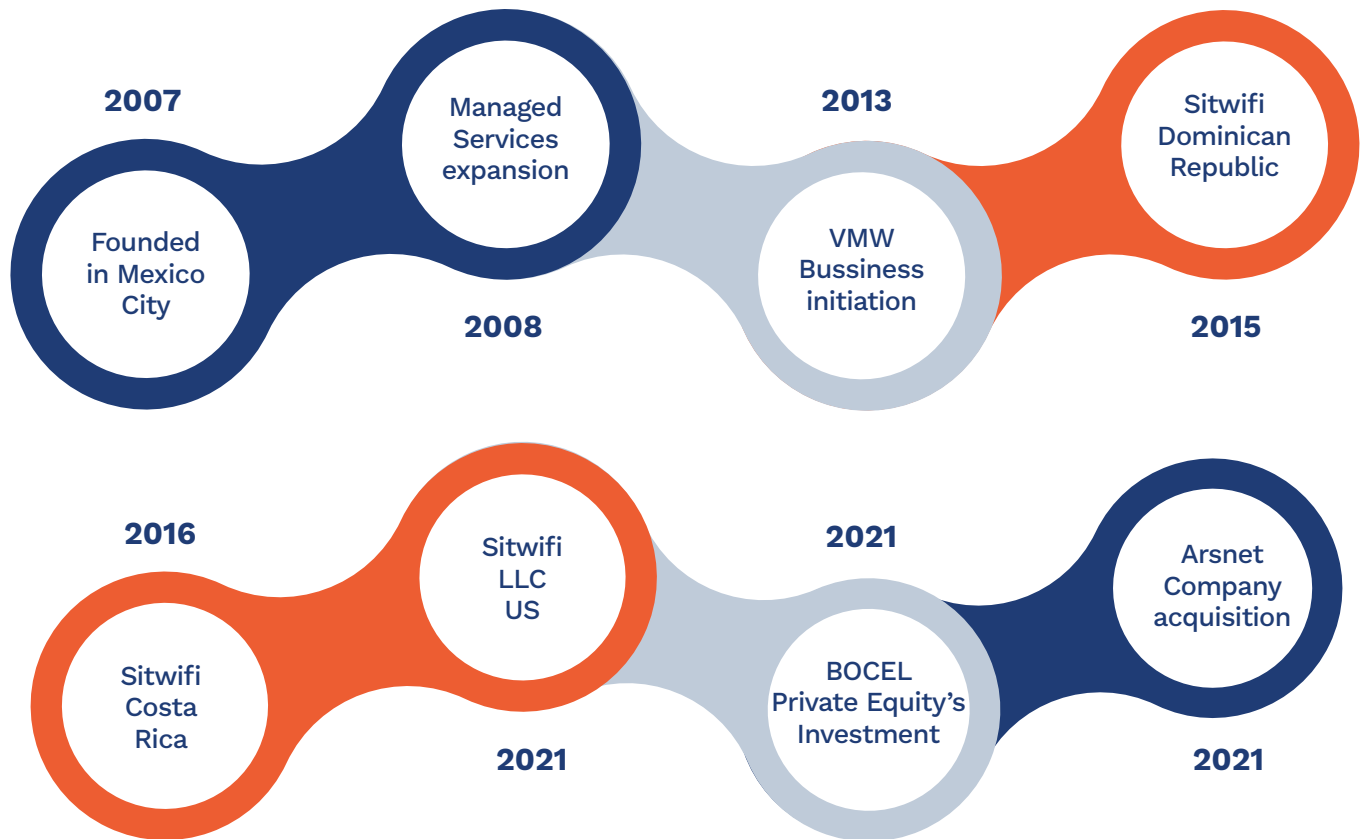 2007
Founded
in Mexico
City
Managed
Services
expansion
2008
2013
VMW
Bussiness
initiation
Sitwifi
Dominican
Republic
2015
2016
Sitwifi
Costa
Rica
Sitwifi
LLC
US
2021
2021
BOCEL
Private Equity’s
Investment
Arsnet
Company
acquisition
2021